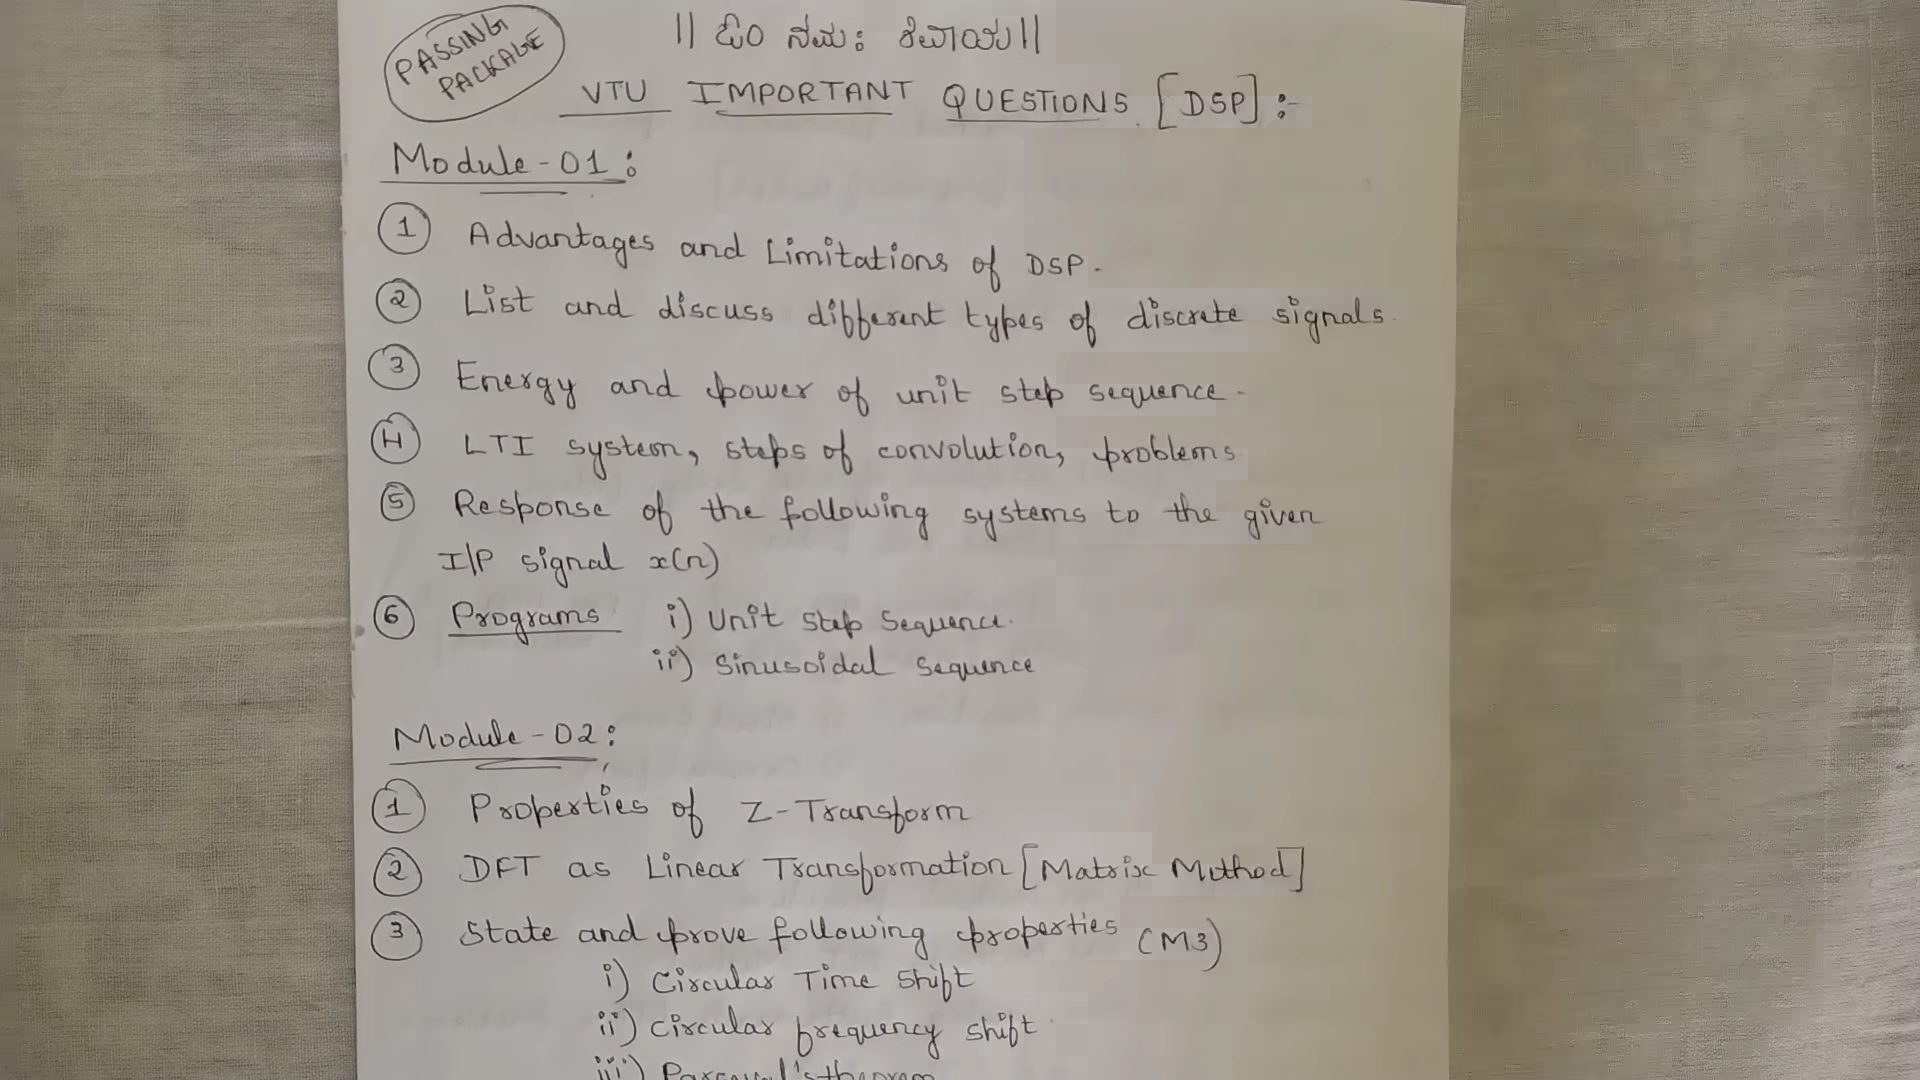 PASSING PACKAGE
|| ಓಂ ನಮಃ ಶಿವಾಯ ||
VTU IMPORTANT QUESTIONS [DSP] :-
Module-01 :
① Advantages and Limitations of DSP.
② List and discuss different types of discrete signals.
③ Energy and power of unit step sequence.
④ LTI system, steps of convolution, problems.
⑤ Response of the following systems to the given
I/P signal x(n)
⑥ Programs i) Unit step sequence.
ii) Sinusoidal sequence
Module-02 :
① Properties of Z-Transform
② DFT as Linear Transformation [Matrix Method]
③ State and prove following properties (M3)
i) Circular Time shift
ii) circular frequency shift.
iii) Parseval's theorem